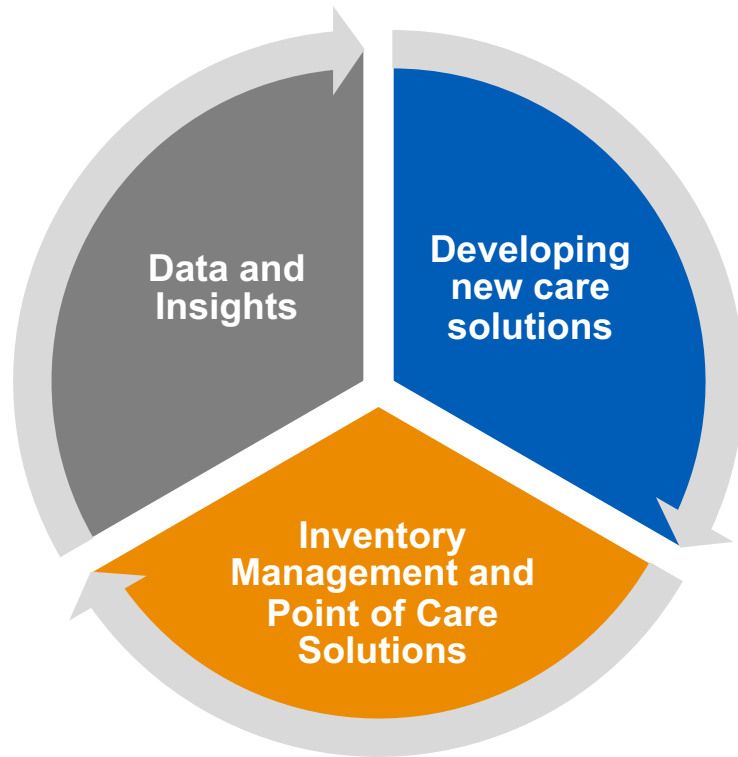 Data and
Insights
Developing
new care
solutions
Inventory
Management and
Point of Care
Solutions